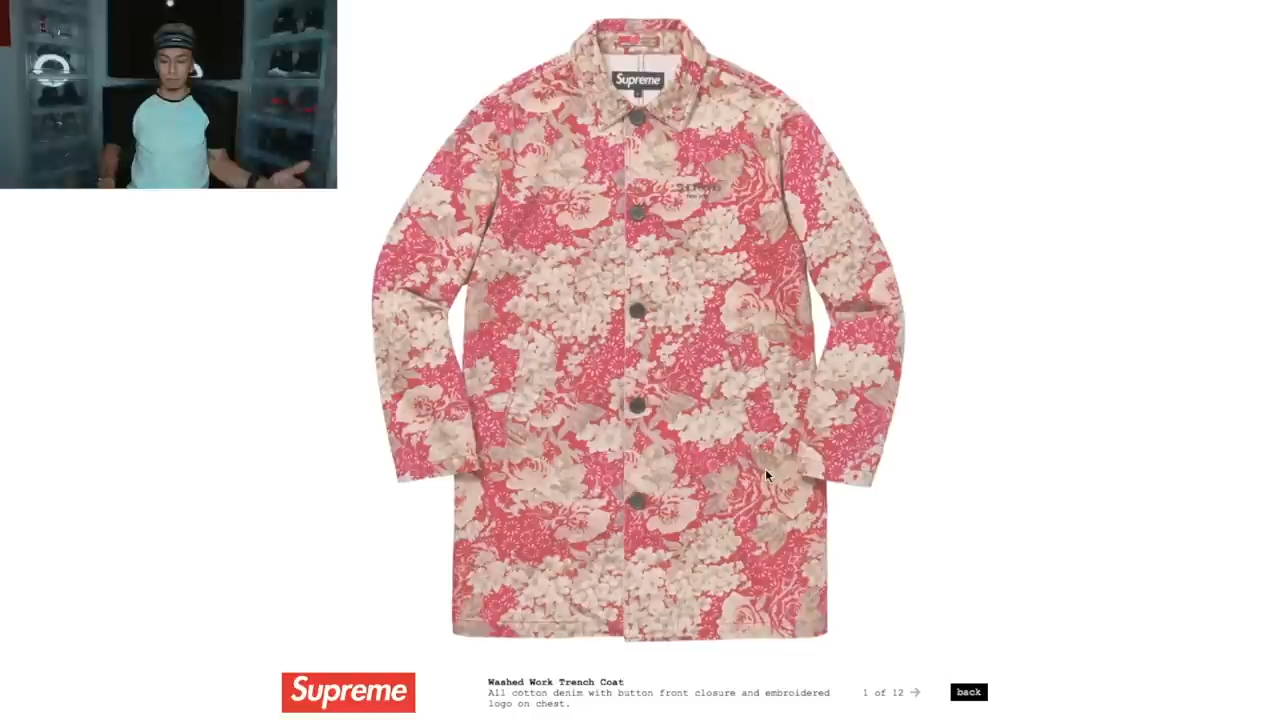 Supreme
Supreme
Washed Work Trench Coat
All cotton denim with button front closure and embroidered
logo on chest.
1 of 12
back